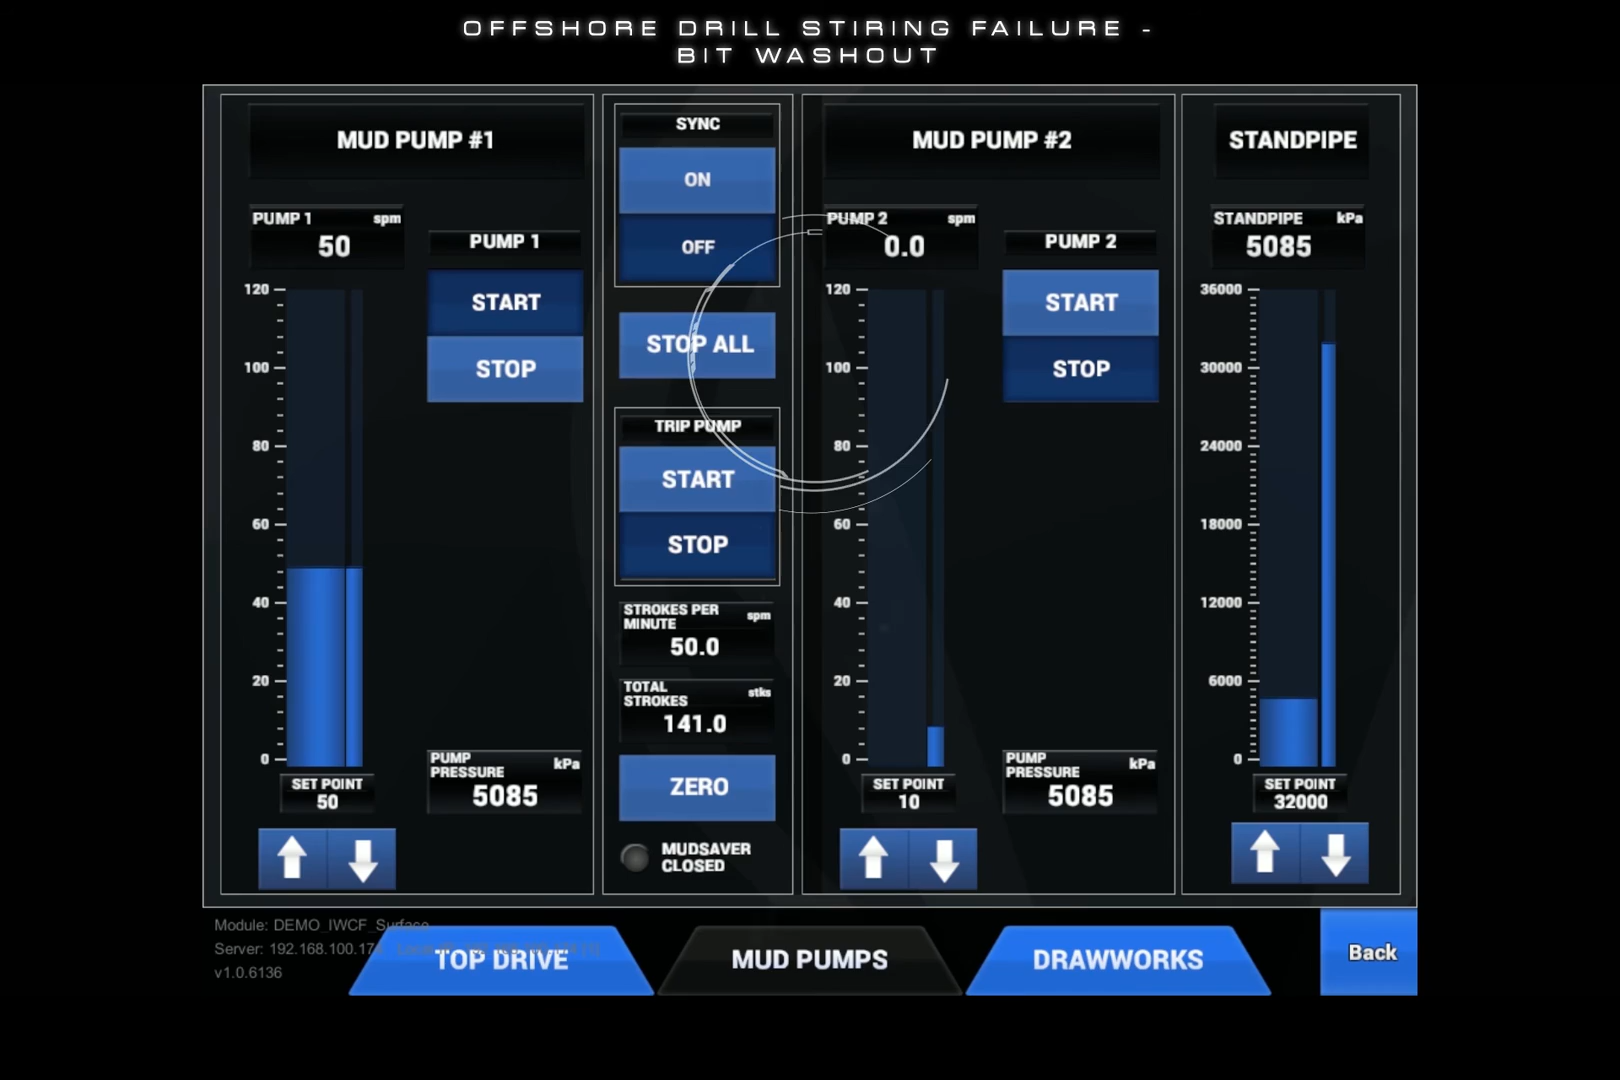 OFFSHORE DRILL STIRING FAILURE -
BIT WASHOUT
MUD PUMP #1
PUMP 1 spm
50
PUMP 1
START
STOP
120
100
80
60
40
20
0
SET POINT
50
PUMP
PRESSURE kPa
5085
SYNC
ON
OFF
STOP ALL
TRIP PUMP
START
STOP
STROKES PER
MINUTE spm
50.0
TOTAL
STROKES stks
141.0
ZERO
MUDSAVER
CLOSED
MUD PUMP #2
PUMP 2 spm
0.0
PUMP 2
START
STOP
120
100
80
60
40
20
0
SET POINT
10
PUMP
PRESSURE kPa
5085
STANDPIPE
STANDPIPE kPa
5085
36000
30000
24000
18000
12000
6000
0
SET POINT
32000
Module: DEMO_IWCF_Surface
Server: 192.168.100.17
v1.0.6136
TOP DRIVE
MUD PUMPS
DRAWWORKS
Back